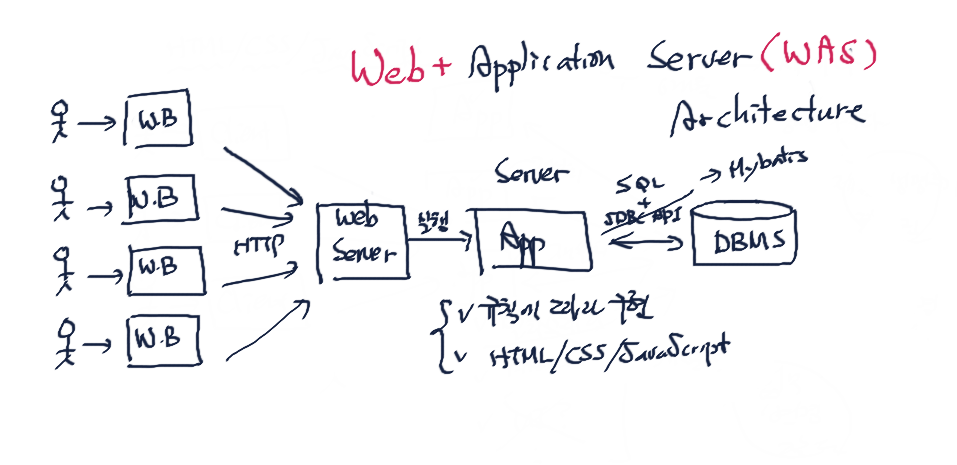 Web + Application Server (WAS)
Architecture
W.B
W.B
W.B
W.B
HTTP
Web
Server
실행
Server
App
SQL
+
JDBC API
→ Mybatis
DBMS
v 규칙에 따라 구현
v HTML/CSS/JavaScript